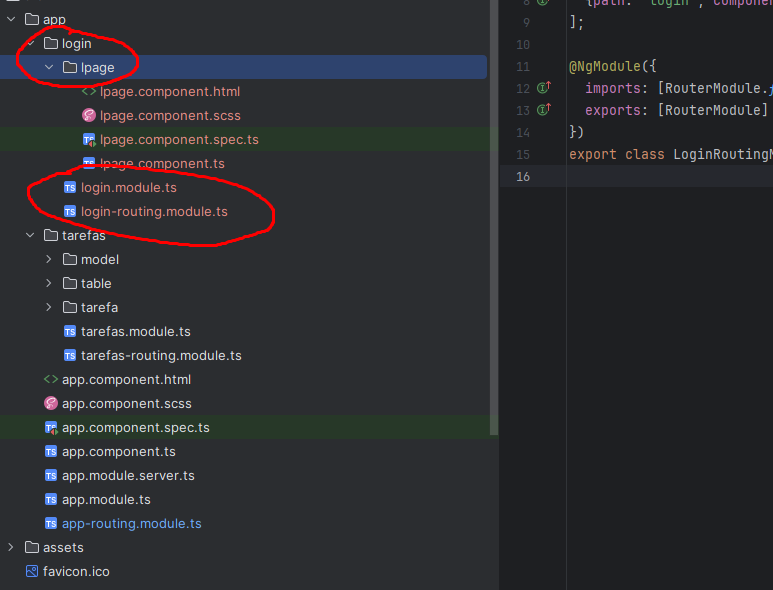 app
login
lpage
lpage.component.html
lpage.component.scss
lpage.component.spec.ts
lpage.component.ts
login.module.ts
login-routing.module.ts
tarefas
model
table
tarefa
tarefas.module.ts
tarefas-routing.module.ts
app.component.html
app.component.scss
app.component.spec.ts
app.component.ts
app.module.server.ts
app.module.ts
app-routing.module.ts
assets
favicon.ico
8 {path: "login", compone
9 ];
10
11 @NgModule({
12 imports: [RouterModule.
13 exports: [RouterModule]
14 })
15 export class LoginRoutingM
16